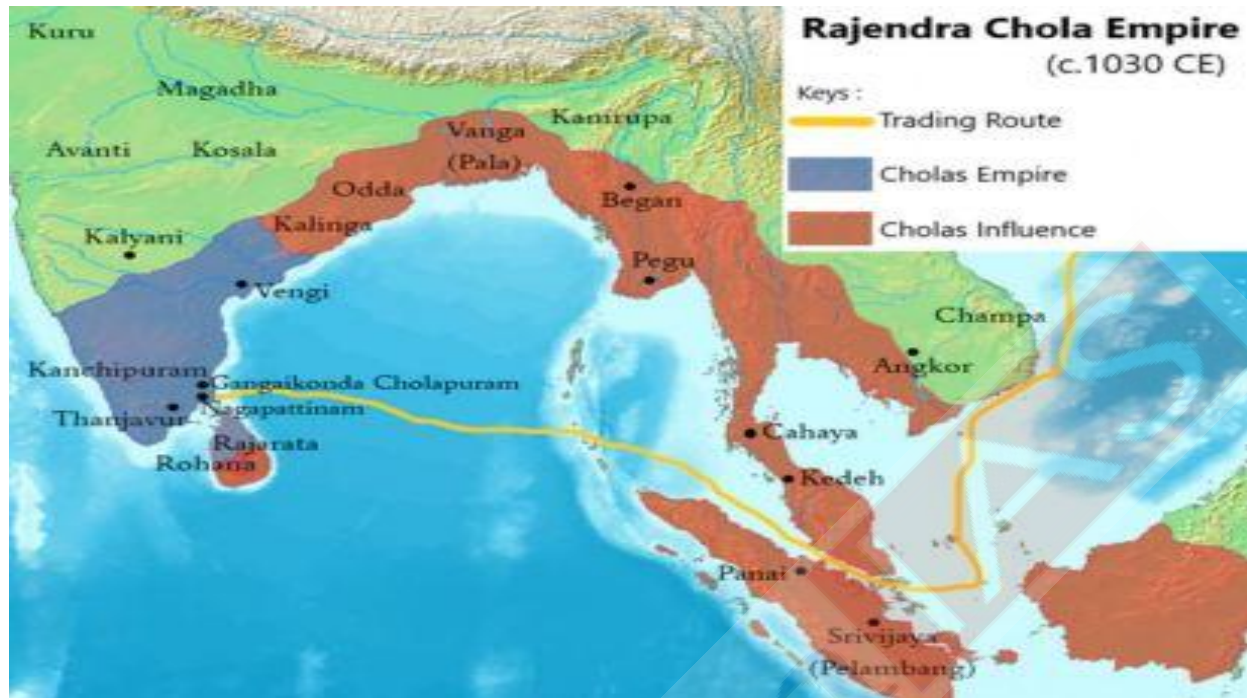 Rajendra Chola Empire
(c.1030 CE)
Keys :
Trading Route
Cholas Empire
Cholas Influence
Kuru
Magadha
Avanti
Kosala
Vanga
(Pala)
Kamirupa
Odda
Kalinga
Began
Kalyani
Pegu
Vengi
Champa
Angkor
Kanchipuram
Gangaikonda Cholapuram
Nagapattinam
Thanjavur
Rajarata
Rohana
Cahaya
Kedeh
Panai
Srivijaya
(Pelambang)
IAS